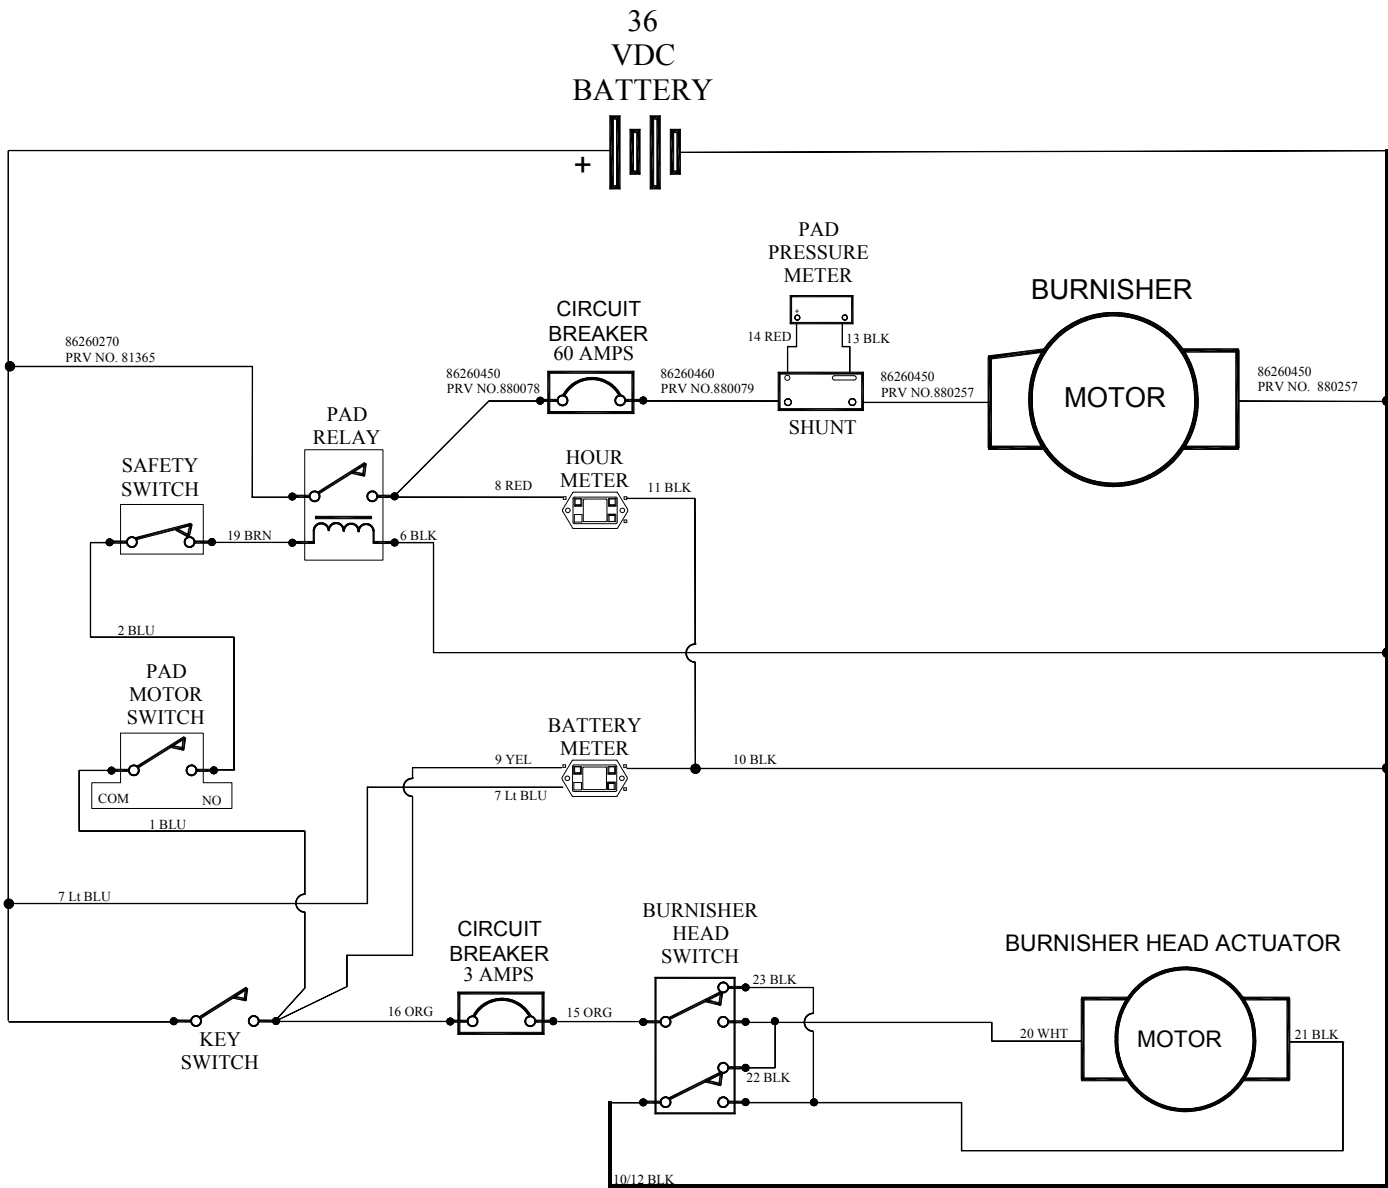 36
VDC
BATTERY
+
PAD
PRESSURE
METER
+
14 RED
13 BLK
BURNISHER
MOTOR
CIRCUIT
BREAKER
60 AMPS
86260270
PRV NO. 81365
86260450
PRV NO.880078
86260460
PRV NO.880079
86260450
PRV NO.880257
86260450
PRV NO. 880257
SHUNT
PAD
RELAY
SAFETY
SWITCH
HOUR
METER
8 RED
11 BLK
19 BRN
6 BLK
2 BLU
PAD
MOTOR
SWITCH
COM
NO
1 BLU
BATTERY
METER
9 YEL
7 Lt BLU
10 BLK
7 Lt BLU
KEY
SWITCH
CIRCUIT
BREAKER
3 AMPS
16 ORG
15 ORG
BURNISHER
HEAD
SWITCH
23 BLK
22 BLK
10/12 BLK
BURNISHER HEAD ACTUATOR
MOTOR
20 WHT
21 BLK